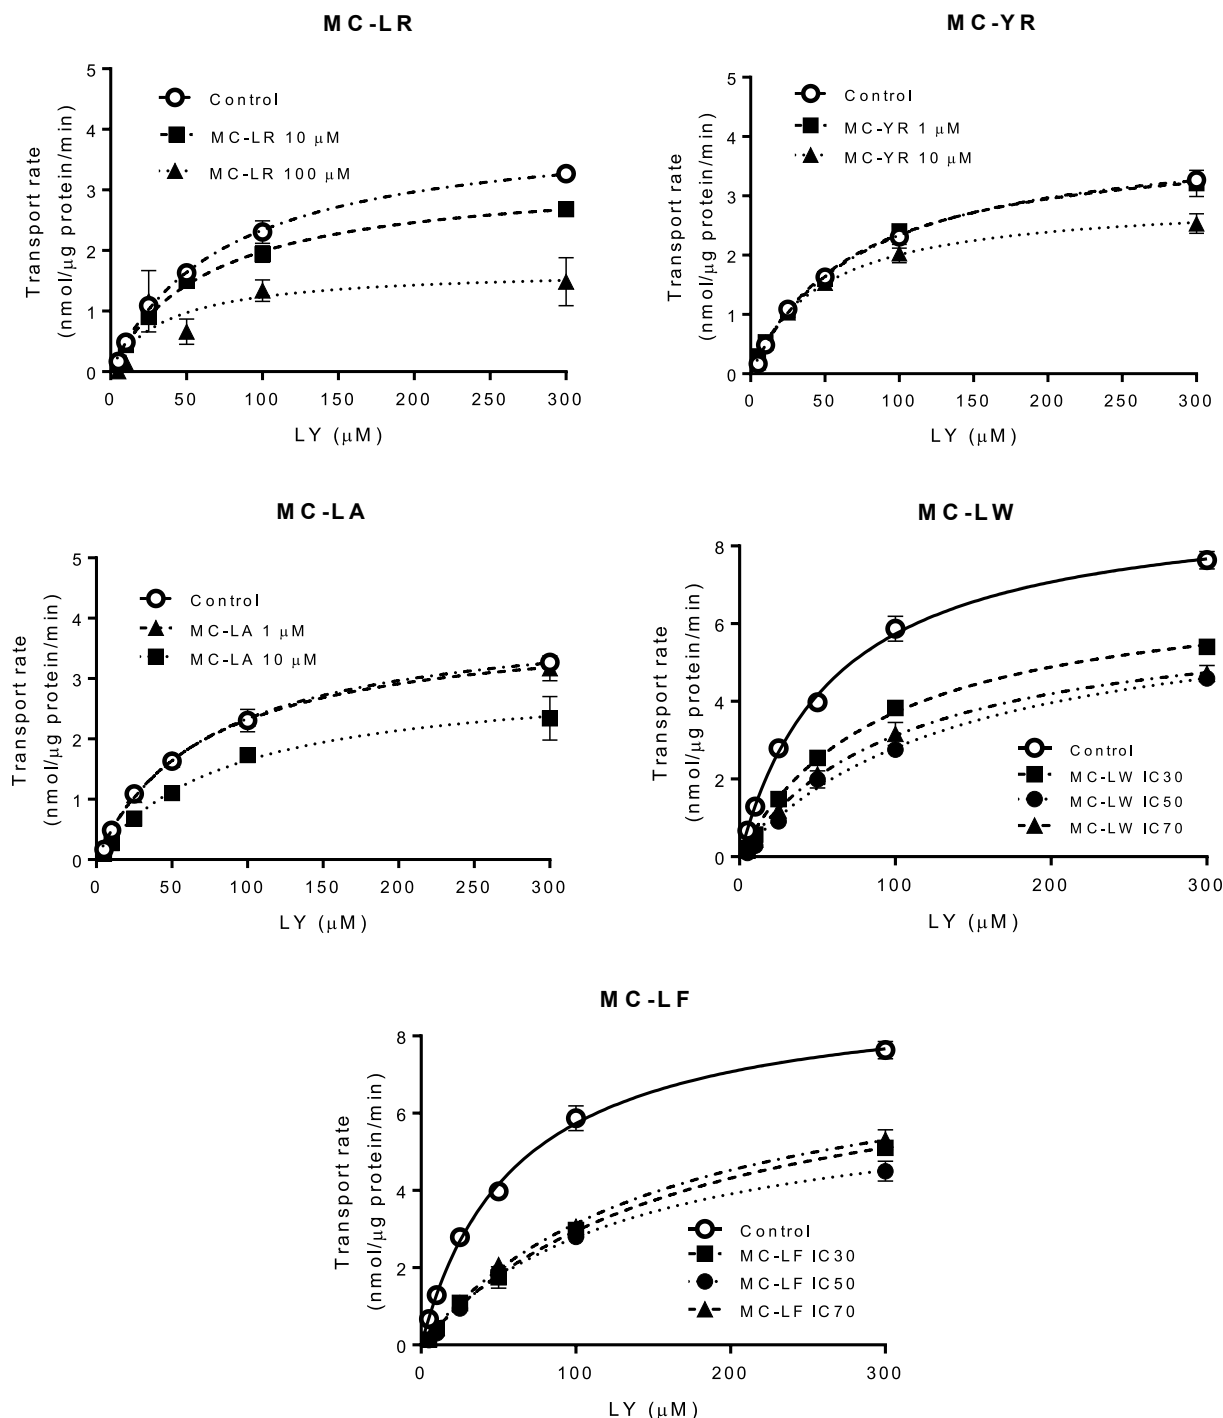 MC-LR
Transport rate
(nmol/μg protein/min)
5
4
3
2
1
0
Control
MC-LR 10 μM
MC-LR 100 μM
0 50 100 150 200 250 300
LY (μM)
MC-YR
Transport rate
(nmol/μg protein/min)
5
4
3
2
1
0
Control
MC-YR 1 μM
MC-YR 10 μM
0 50 100 150 200 250 300
LY (μM)
MC-LA
Transport rate
(nmol/μg protein/min)
5
4
3
2
1
0
Control
MC-LA 1 μM
MC-LA 10 μM
0 50 100 150 200 250 300
LY (μM)
MC-LW
Transport rate
(nmol/μg protein/min)
8
6
4
2
0
Control
MC-LW IC30
MC-LW IC50
MC-LW IC70
0 100 200 300
LY (μM)
MC-LF
Transport rate
(nmol/μg protein/min)
8
6
4
2
0
Control
MC-LF IC30
MC-LF IC50
MC-LF IC70
0 100 200 300
LY (μM)